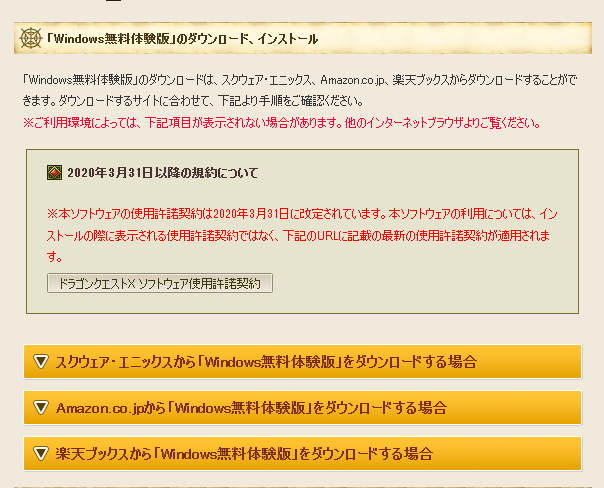 「Windows無料体験版」のダウンロード、インストール
「Windows無料体験版」のダウンロードは、スクウェア・エニックス、Amazon.co.jp、楽天ブックスからダウンロードすることがで
きます。ダウンロードするサイトに合わせて、下記より手順をご確認ください。
※ご利用環境によっては、下記項目が表示されない場合があります。他のインターネットブラウザよりご覧ください。
2020年3月31日以降の規約について
※本ソフトウェアの使用許諾契約は2020年3月31日に改定されています。本ソフトウェアの利用については、イン
ストールの際に表示される使用許諾契約ではなく、下記のURLに記載の最新の使用許諾契約が適用されま
す。
ドラゴンクエストX ソフトウェア使用許諾契約
スクウェア・エニックスから「Windows無料体験版」をダウンロードする場合
Amazon.co.jpから「Windows無料体験版」をダウンロードする場合
楽天ブックスから「Windows無料体験版」をダウンロードする場合